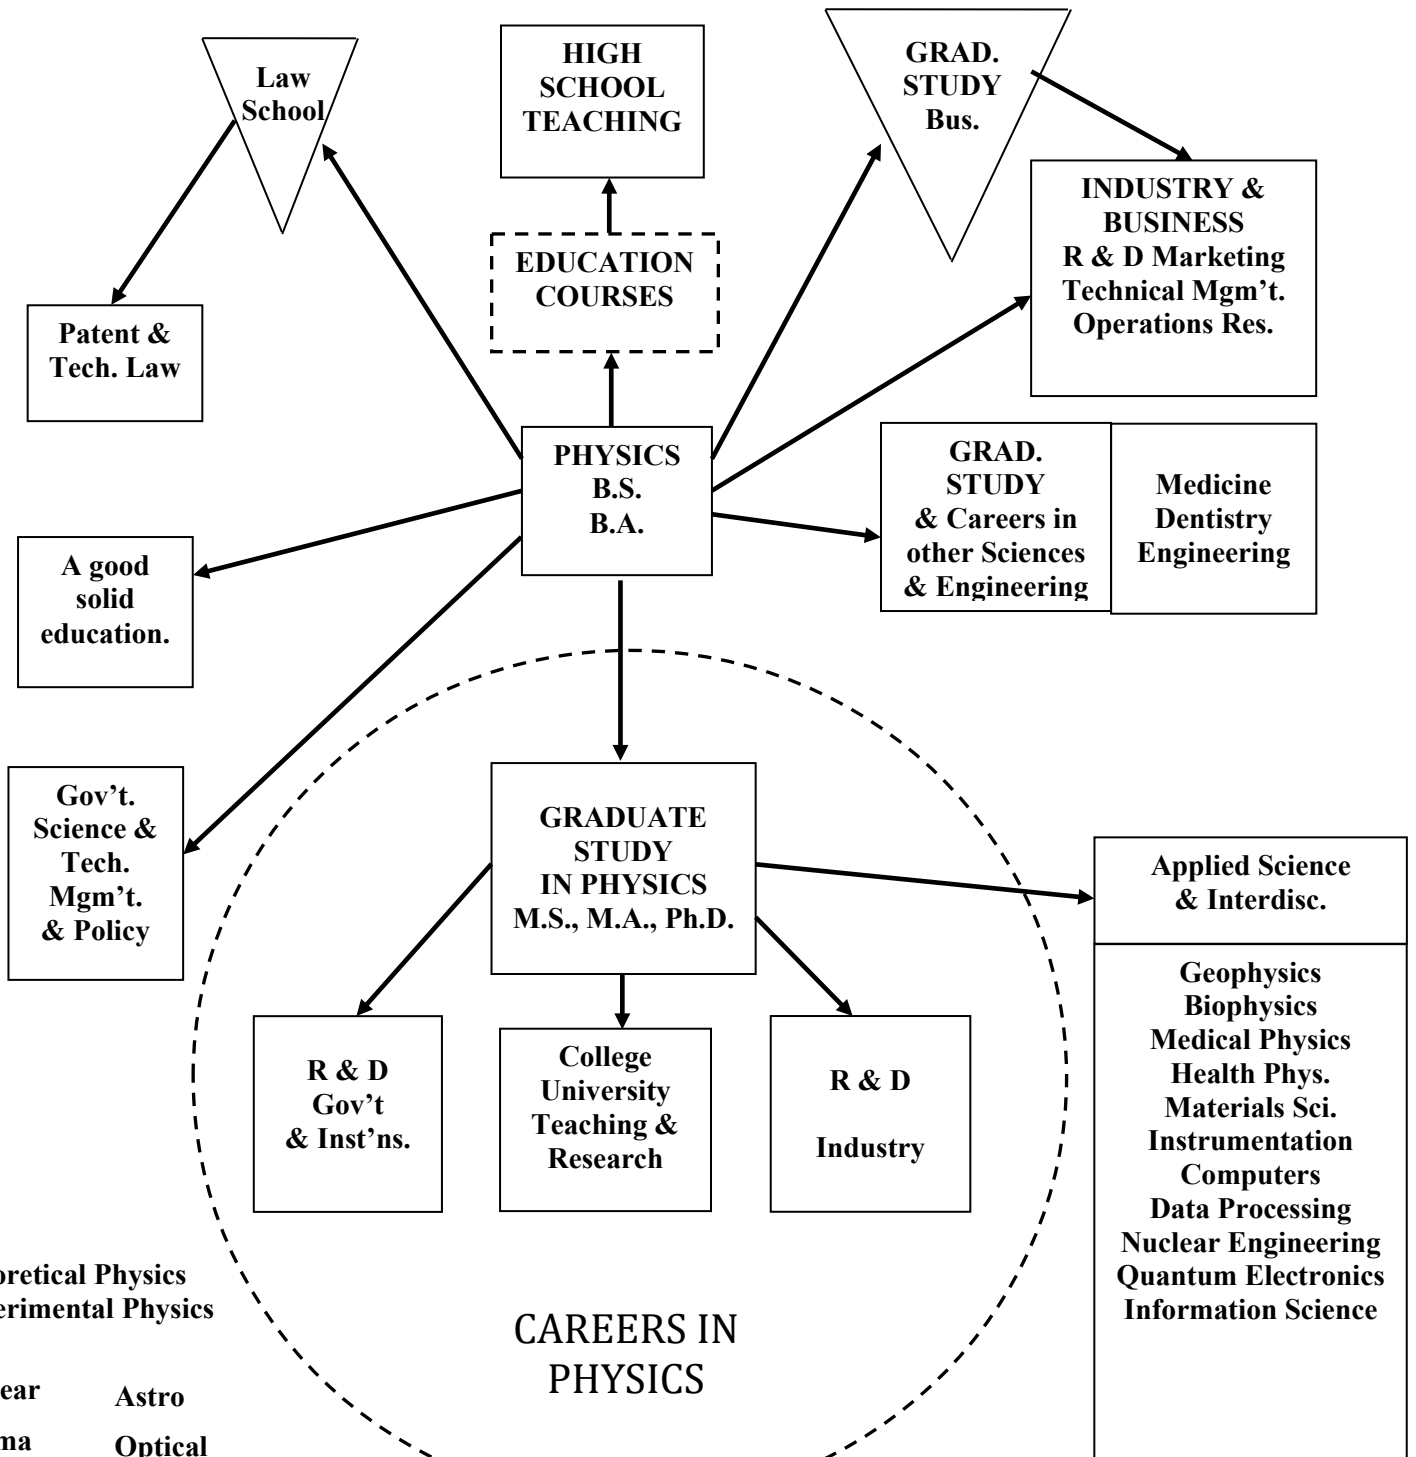 Law
School
HIGH
SCHOOL
TEACHING
GRAD.
STUDY
Bus.
INDUSTRY &
BUSINESS
R & D Marketing
Technical Mgm’t.
Operations Res.
EDUCATION
COURSES
Patent &
Tech. Law
PHYSICS
B.S.
B.A.
GRAD.
STUDY
& Careers in
other Sciences
& Engineering
Medicine
Dentistry
Engineering
A good
solid
education.
Gov’t.
Science &
Tech.
Mgm’t.
& Policy
GRADUATE
STUDY
IN PHYSICS
M.S., M.A., Ph.D.
Applied Science
& Interdisc.
Geophysics
Biophysics
Medical Physics
Health Phys.
Materials Sci.
Instrumentation
Computers
Data Processing
Nuclear Engineering
Quantum Electronics
Information Science
R & D
Gov’t
& Inst’ns.
College
University
Teaching &
Research
R & D
Industry
Physics
Physics
CAREERS IN
PHYSICS
Astro
Optical